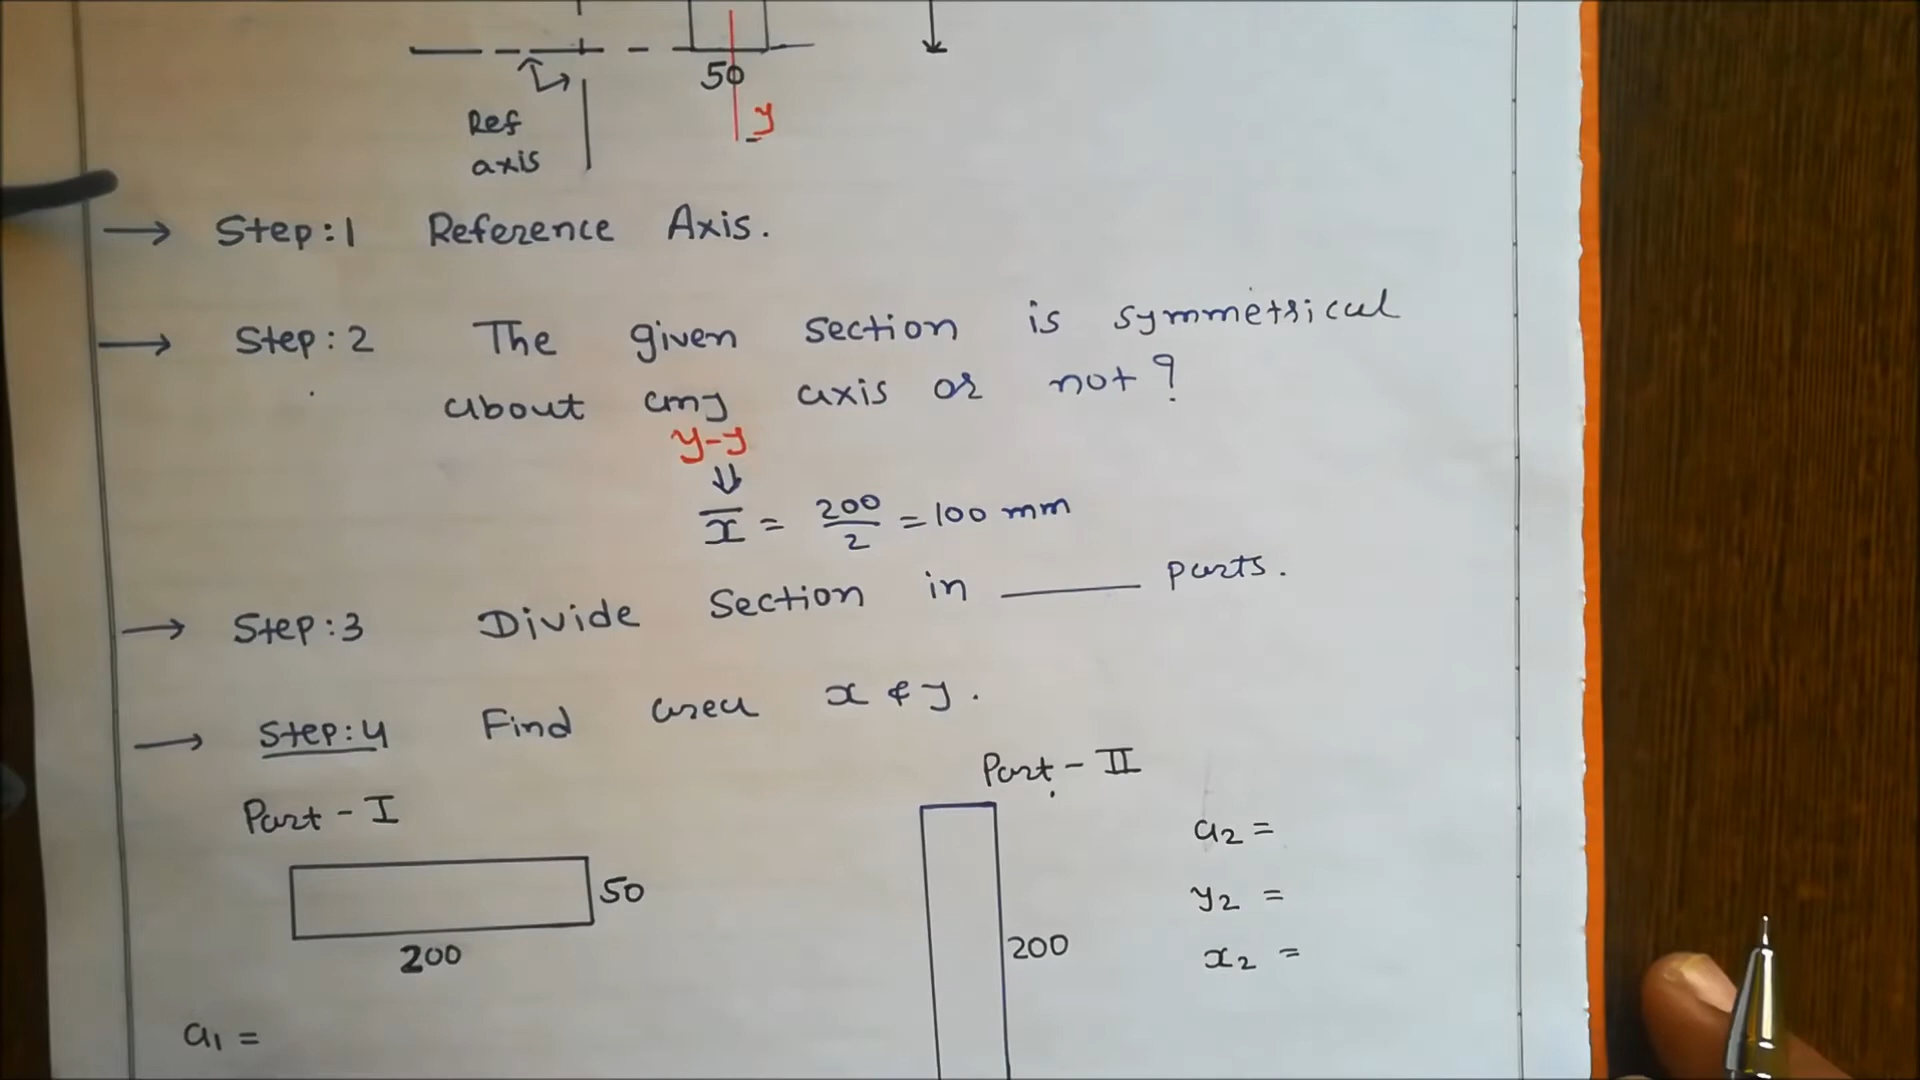 50
y
Ref
axis
→ Step:1 Reference Axis.
→ Step:2 The given section is symmetrical
about any axis or not?
y-y
⇓
x̅ = 200/2 = 100 mm
→ Step:3 Divide Section in ______ parts.
→ Step:4 Find area x & y.
Part - I
50
200
a1 =
Part - II
200
a2 =
y2 =
x2 =